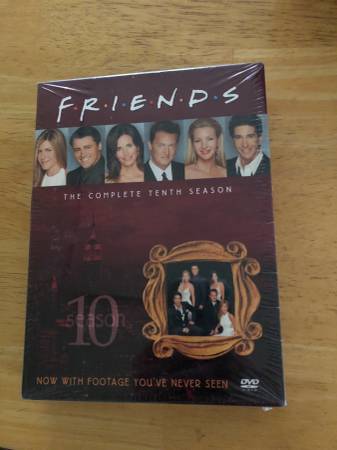 F·R·I·E·N·D·S
THE COMPLETE TENTH SEASON
10
season
NOW WITH FOOTAGE YOU'VE NEVER SEEN
DVD